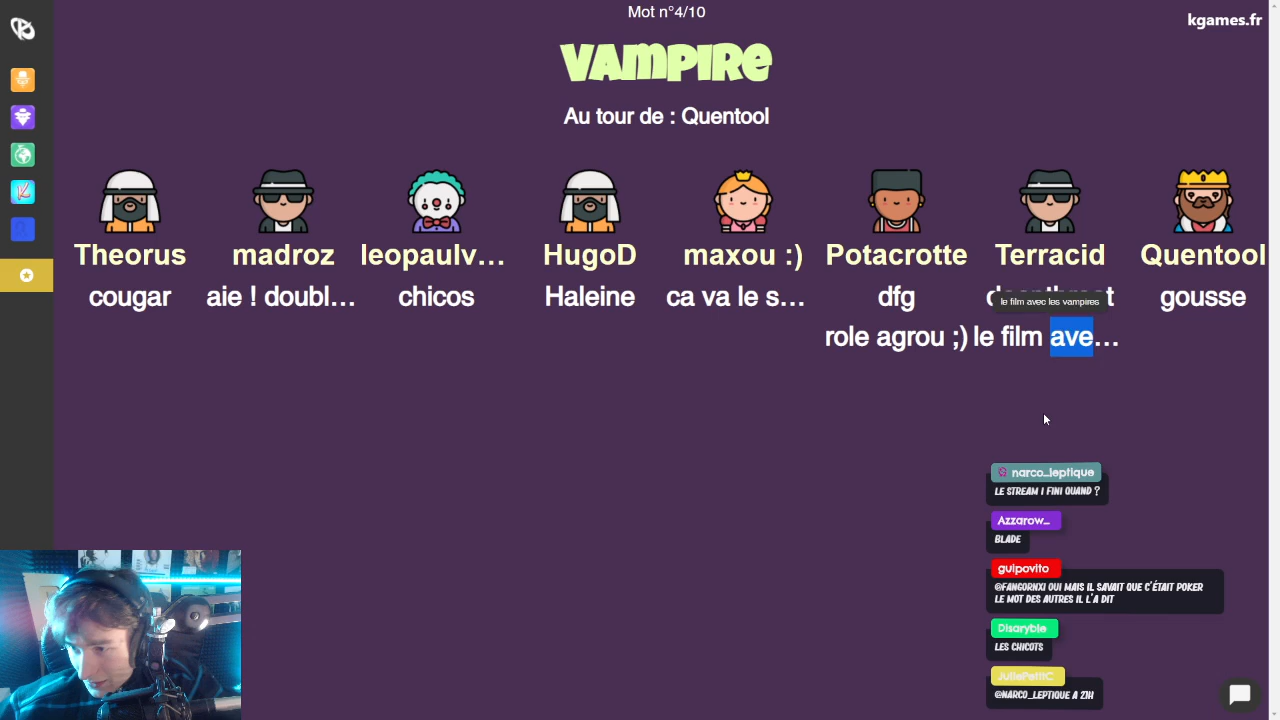 Mot n°4/10
kgames.fr
VAMPIRE
Au tour de : Quentool
Theorus
madroz
leopaulv…
HugoD
maxou :)
Potacrotte
Terracid
Quentool
cougar
aie ! doubl…
chicos
Haleine
ca va le s…
dfg
gousse
le film avec les vampires
role agrou ;)
le film ave…
narco_leptique
LE STREAM I FINI QUAND ?
Azzarow_
BLADE
guipovito
@FANGORNXI OUI MAIS IL SAVAIT QUE C'ÉTAIT POKER
LE MOT DES AUTRES IL L'A DIT
Disaryble
LES CHICOTS
JuliePetitC
@NARCO_LEPTIQUE A 21H